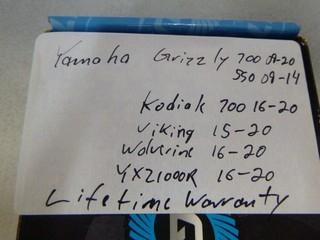 Yamaha Grizzly 700 09-20
550 09-14
Kodiak 700 16-20
Viking 15-20
Wolverine 16-20
YXZ1000R 16-20
Lifetime Warranty